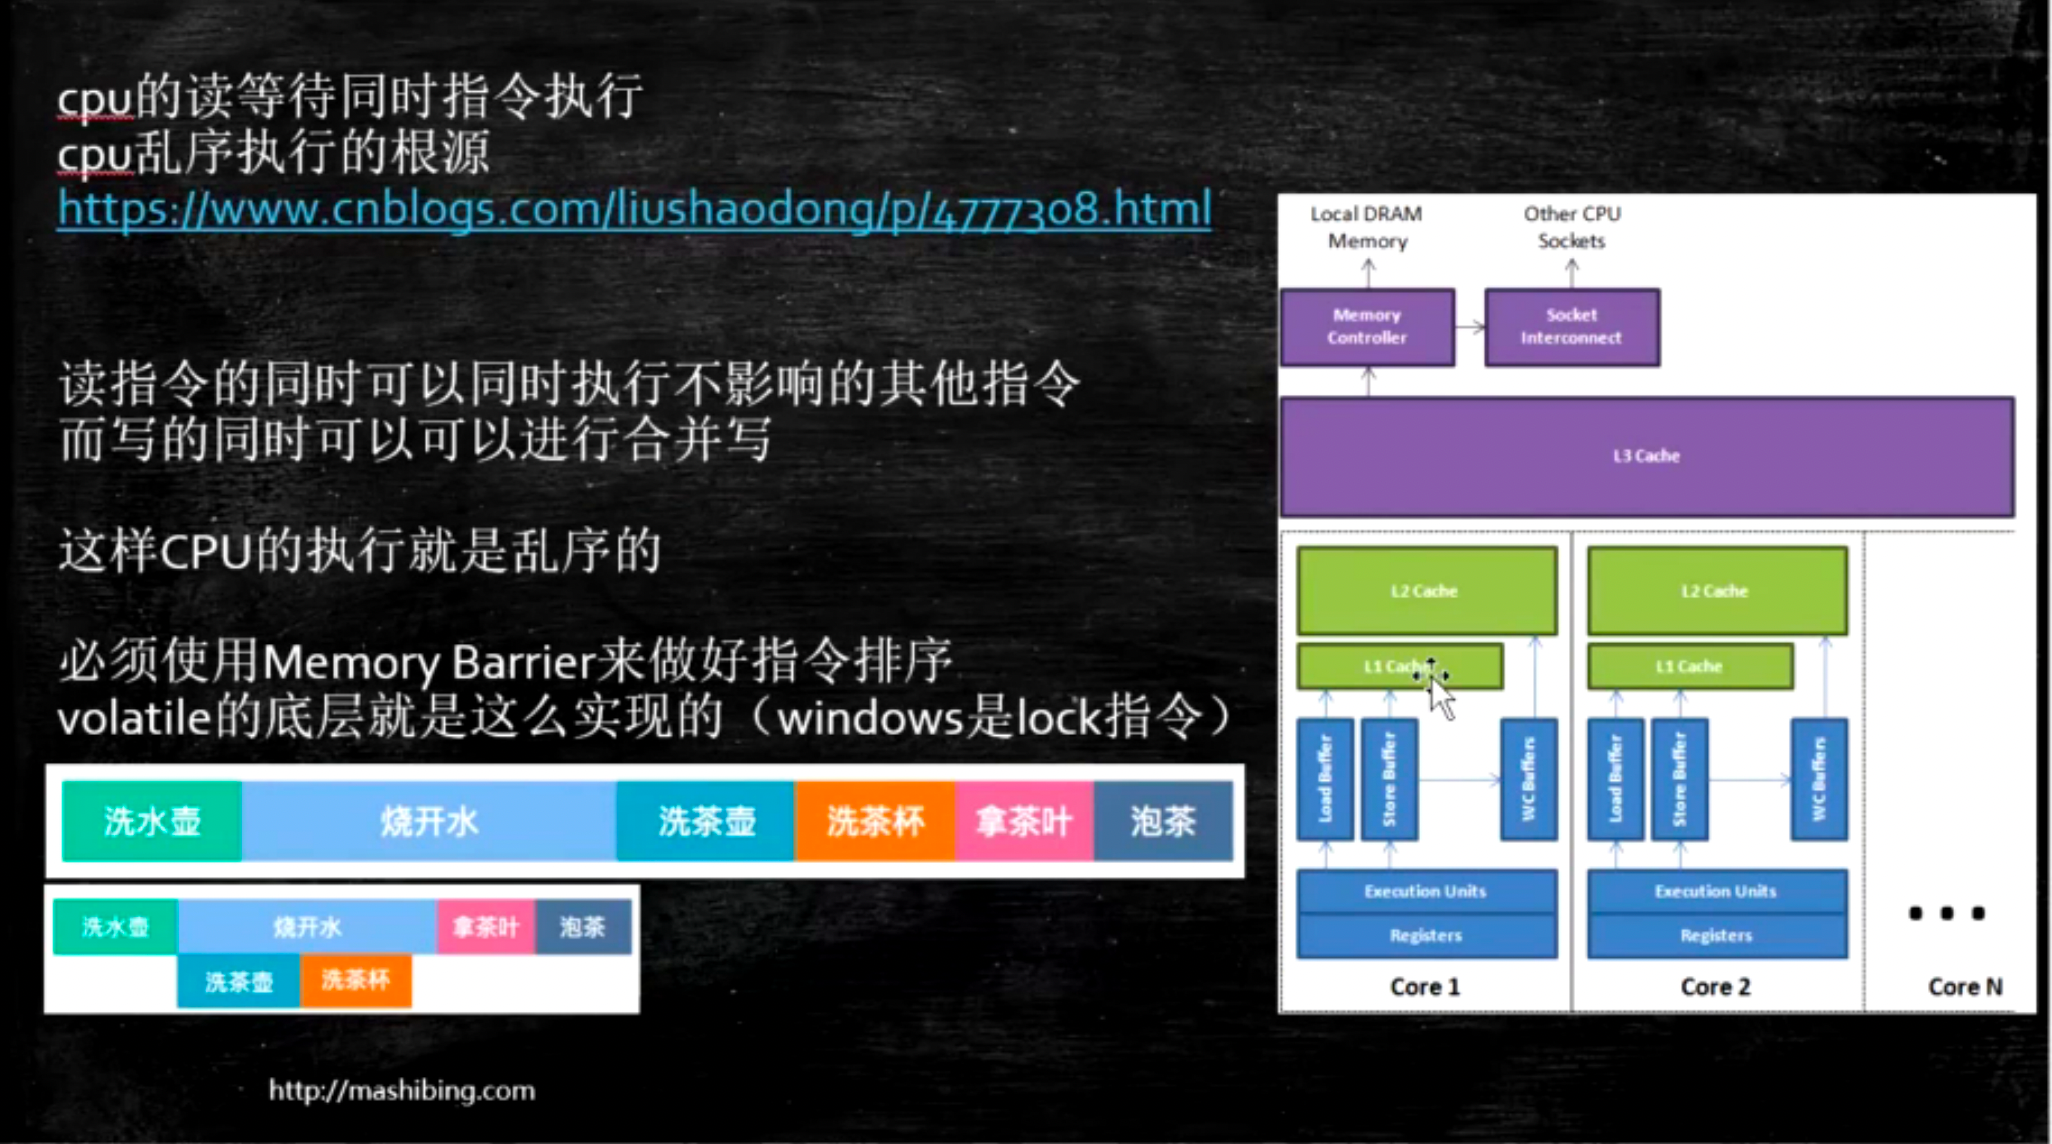 cpu的读等待同时指令执行
cpu乱序执行的根源
https://www.cnblogs.com/liushaodong/p/4777308.html
读指令的同时可以同时执行不影响的其他指令
而写的同时可以可以进行合并写
这样CPU的执行就是乱序的
必须使用Memory Barrier来做好指令排序
volatile的底层就是这么实现的（windows是lock指令）
洗水壶 烧开水 洗茶壶 洗茶杯 拿茶叶 泡茶
洗水壶 烧开水 拿茶叶 泡茶
洗茶壶 洗茶杯
http://mashibing.com
Local DRAM
Memory
Other CPU
Sockets
Memory
Controller
Socket
Interconnect
L3 Cache
L2 Cache
L1 Cache
Load Buffer
Store Buffer
WC Buffers
Execution Units
Registers
Core 1
L2 Cache
L1 Cache
Load Buffer
Store Buffer
WC Buffers
Execution Units
Registers
Core 2
...
Core N